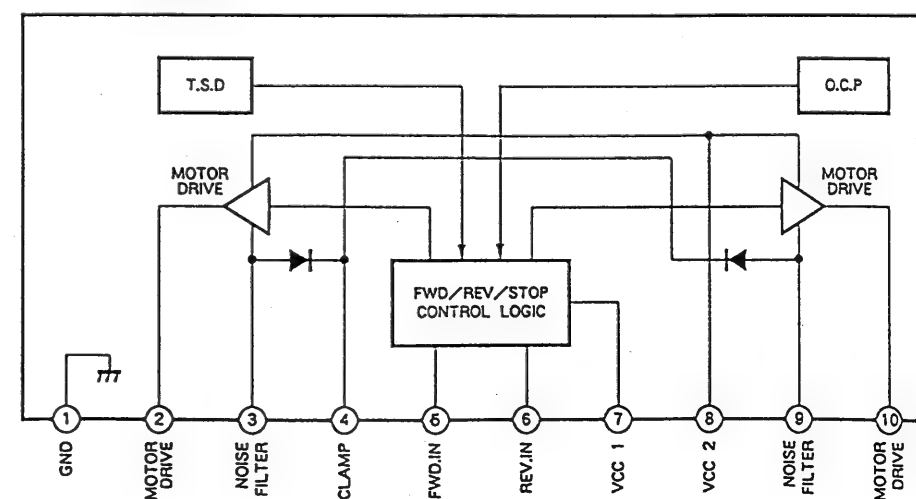 T.S.D
O.C.P
MOTOR
DRIVE
MOTOR
DRIVE
FWD/REV/STOP
CONTROL LOGIC
1
2
3
4
5
6
7
8
9
10
GND
MOTOR
DRIVE
NOISE
FILTER
CLAMP
FWD.IN
REV.IN
VCC 1
VCC 2
NOISE
FILTER
MOTOR
DRIVE